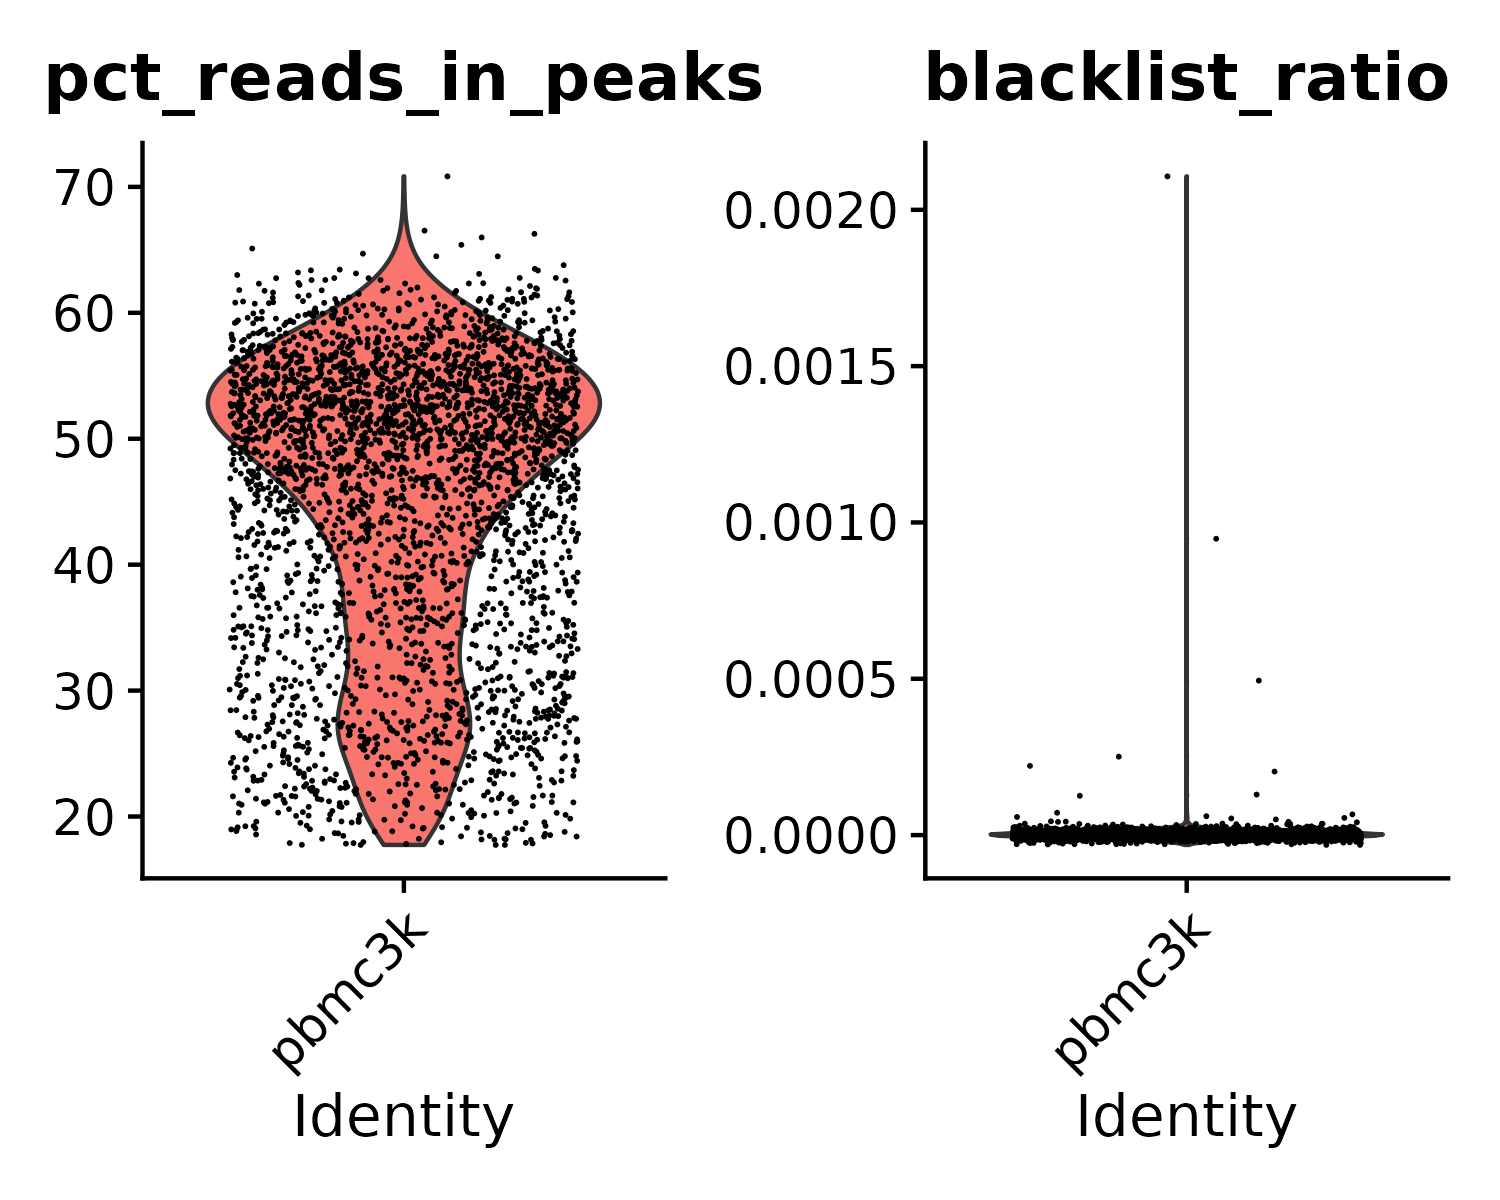 pct_reads_in_peaks
70
60
50
40
30
20
pbmc3k
Identity
blacklist_ratio
0.0020
0.0015
0.0010
0.0005
0.0000
pbmc3k
Identity